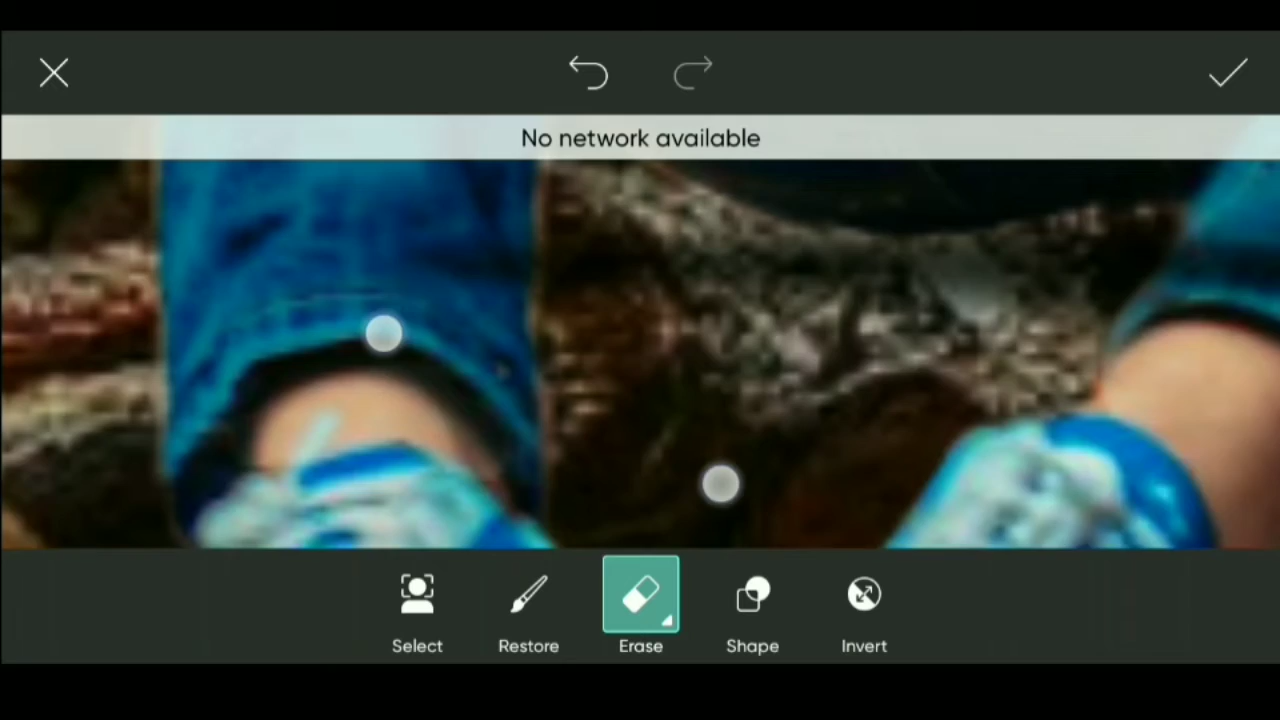 No network available
Select
Restore
Erase
Shape
Invert